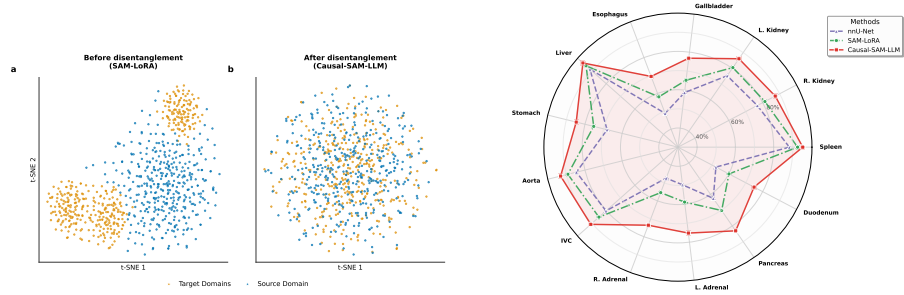 a
Before disentanglement
(SAM-LoRA)
t-SNE 2
t-SNE 1
b
After disentanglement
(Causal-SAM-LLM)
t-SNE 1
Target Domains
Source Domain
Gallbladder
Esophagus
L. Kidney
Liver
R. Kidney
80%
60%
40%
Stomach
Spleen
Aorta
Duodenum
IVC
Pancreas
R. Adrenal
L. Adrenal
Methods
nnU-Net
SAM-LoRA
Causal-SAM-LLM